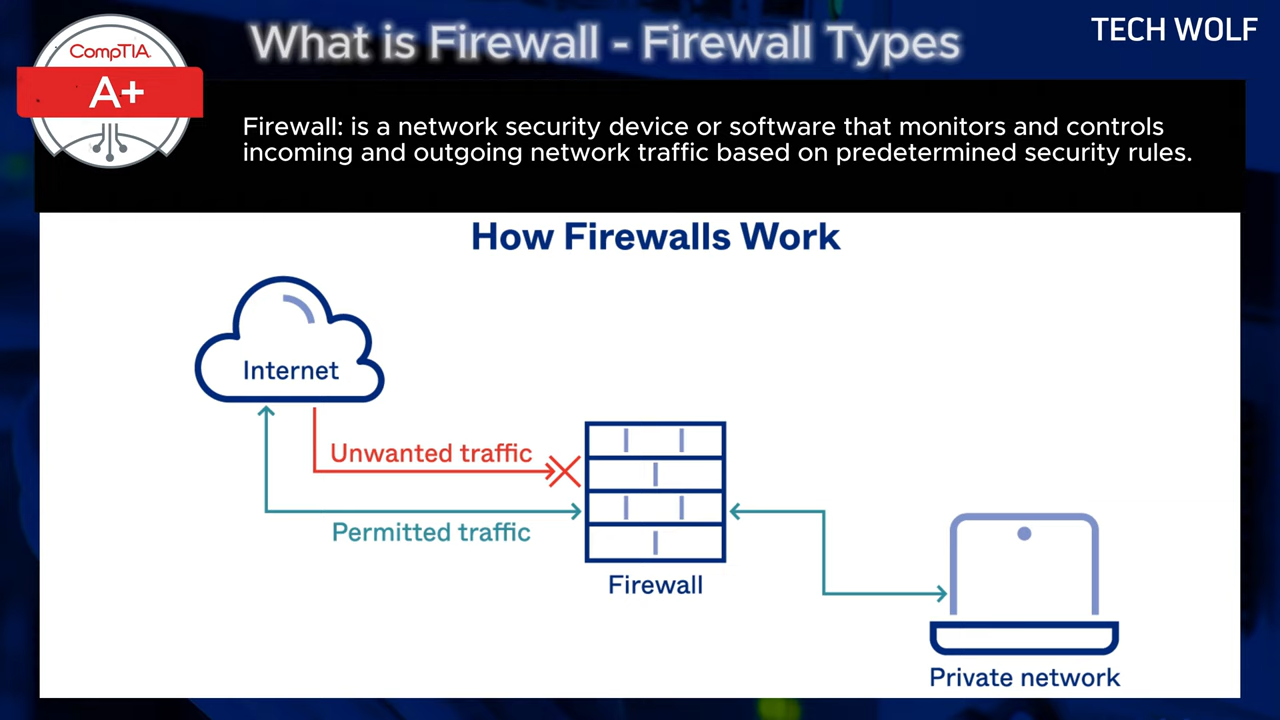 CompTIA.
A+
What is Firewall - Firewall Types
TECH WOLF
Firewall: is a network security device or software that monitors and controls
incoming and outgoing network traffic based on predetermined security rules.
How Firewalls Work
Internet
Unwanted traffic
Permitted traffic
Firewall
Private network